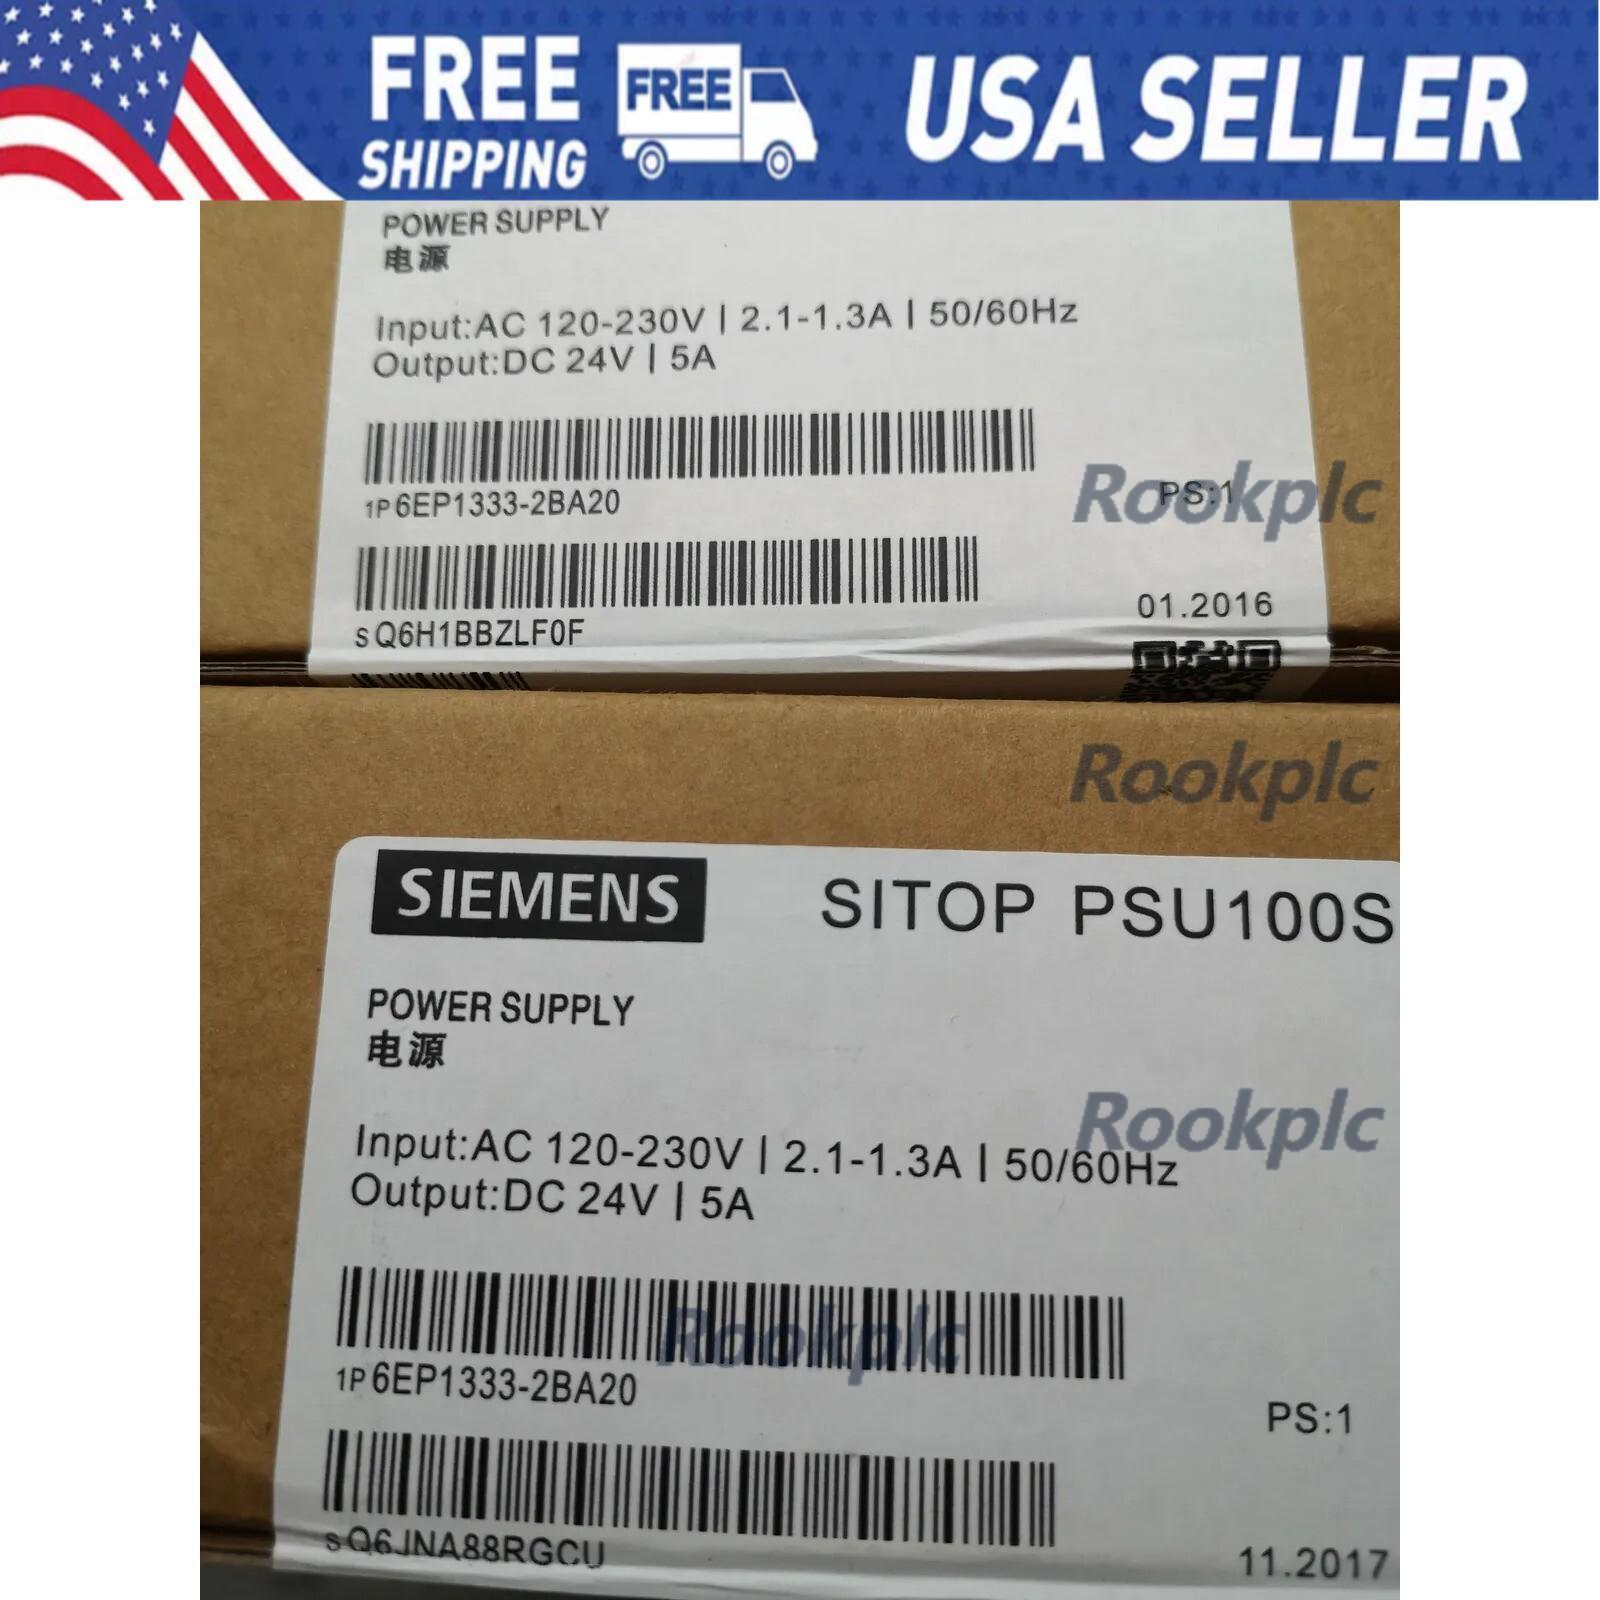 FREE
SHIPPING
FREE
USA SELLER
POWER SUPPLY
电源
Input:AC 120-230V | 2.1-1.3A | 50/60Hz
Output:DC 24V | 5A
1P 6EP1333-2BA20
PS:1
Rookplc
S Q6H1BBZLF0F
01.2016
Rookplc
SIEMENS
SITOP PSU100S
POWER SUPPLY
电源
Rookplc
Input:AC 120-230V | 2.1-1.3A | 50/60Hz
Output:DC 24V | 5A
Rookplc
1P 6EP1333-2BA20
PS:1
S Q6JNA88RGCU
11.2017